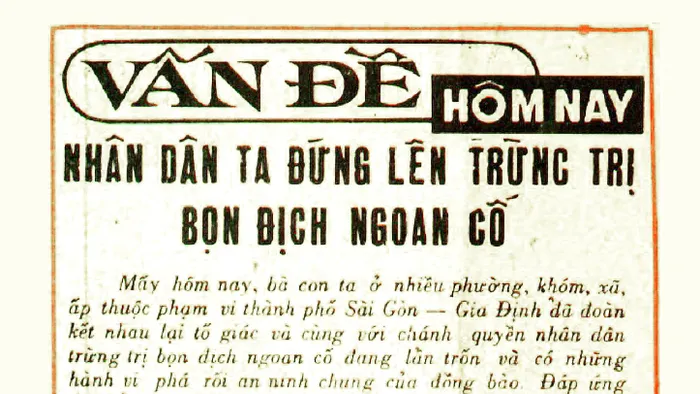 VẤN ĐỀ
HÔM NAY
NHÂN DÂN TA ĐỨNG LÊN TRỪNG TRỊ
BỌN ĐỊCH NGOAN CỐ
Mấy hôm nay, bà con ta ở nhiều phường, khóm, xã,
ấp thuộc phạm vi thành phố Sài Gòn — Gia Định đã đoàn
kết nhau lại tố giác và cùng với chánh quyền nhân dân
trừng trị bọn địch ngoan cố đang lẫn trốn và có những
hành vi phá rối an ninh chung của đồng bào. Đáp ứng